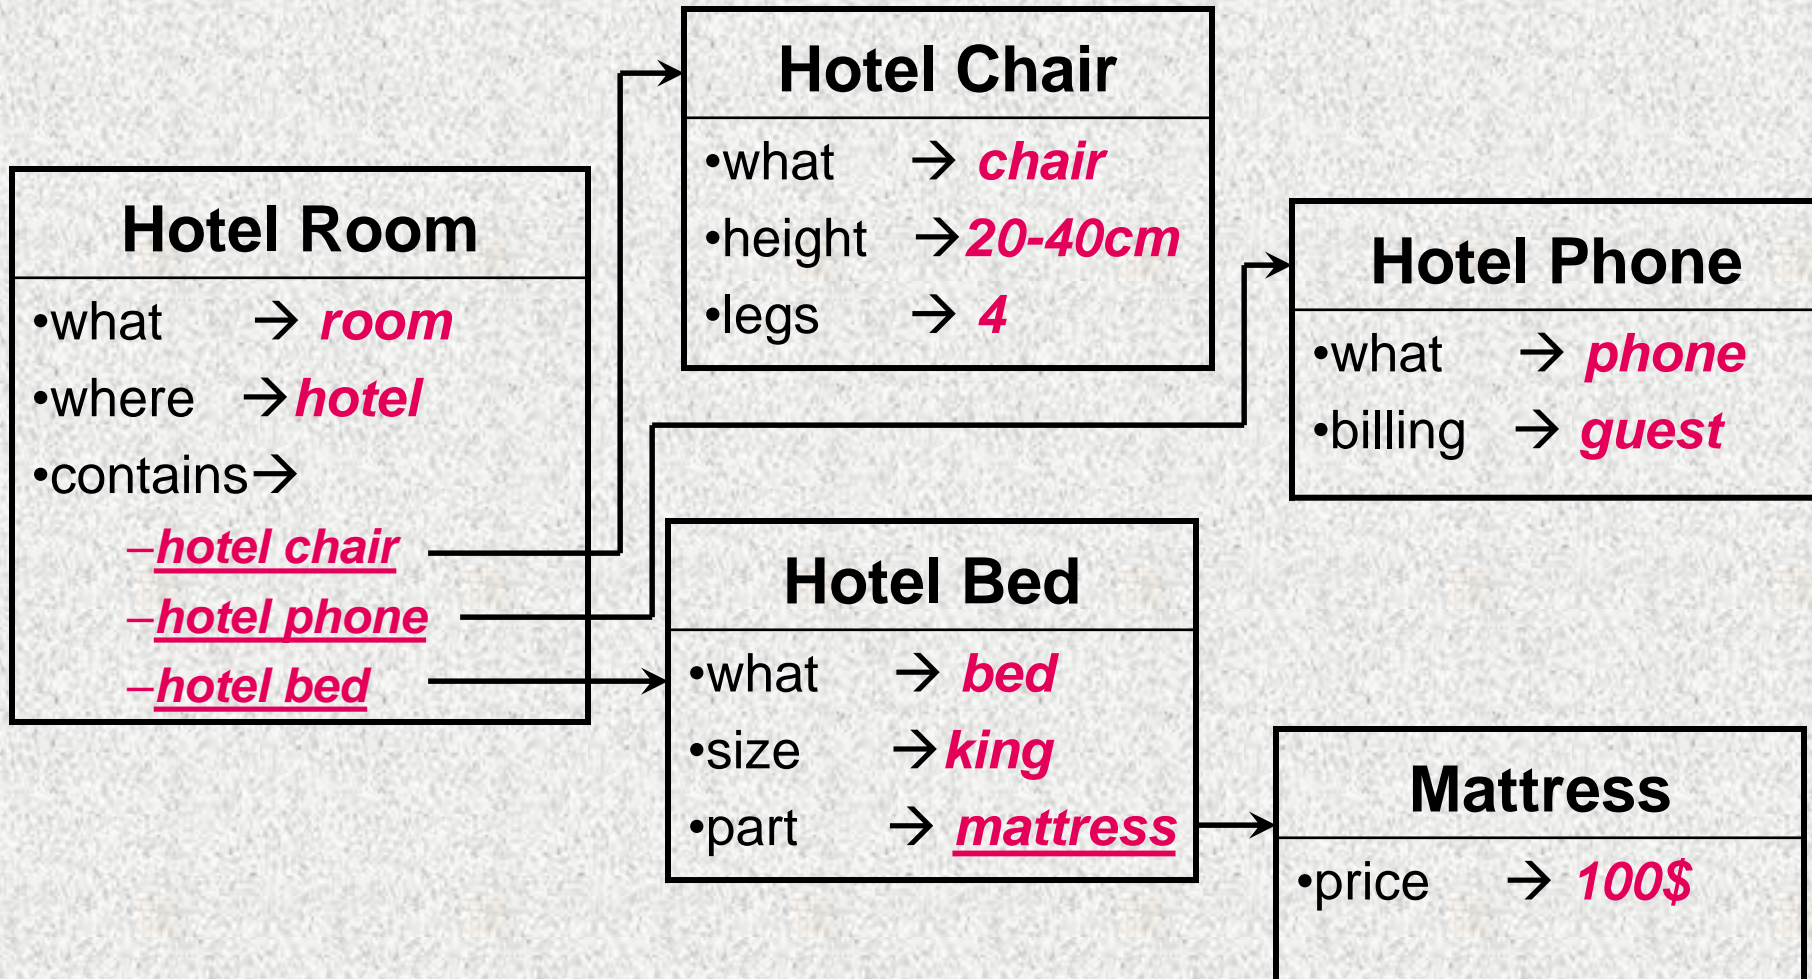 Hotel Room
•what → room
•where → hotel
•contains→
–hotel chair
–hotel phone
–hotel bed
Hotel Chair
•what → chair
•height →20-40cm
•legs → 4
Hotel Phone
•what → phone
•billing → guest
Hotel Bed
•what → bed
•size →king
•part → mattress
Mattress
•price → 100$